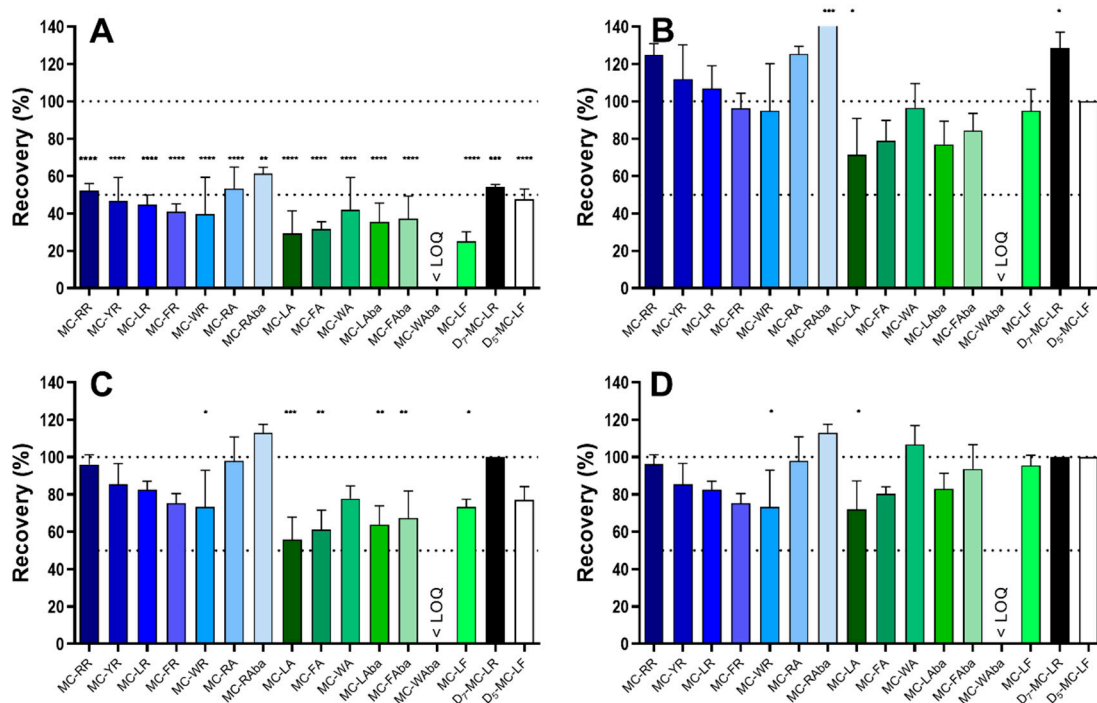 A
Recovery (%)
140
120
100
80
60
40
20
0
**** **** **** **** **** **** ** **** **** **** **** **** **** *** ****
< LOQ
MC-RR MC-YR MC-LR MC-FR MC-WR MC-RA MC-RAba MC-LA MC-FA MC-WA MC-LAba MC-FAba MC-WAba MC-LF D7-MC-LR D5-MC-LF
B
Recovery (%)
140
120
100
80
60
40
20
0
*** * *
< LOQ
MC-RR MC-YR MC-LR MC-FR MC-WR MC-RA MC-RAba MC-LA MC-FA MC-WA MC-LAba MC-FAba MC-WAba MC-LF D7-MC-LR D5-MC-LF
C
Recovery (%)
140
120
100
80
60
40
20
0
* *** ** ** ** *
< LOQ
MC-RR MC-YR MC-LR MC-FR MC-WR MC-RA MC-RAba MC-LA MC-FA MC-WA MC-LAba MC-FAba MC-WAba MC-LF D7-MC-LR D5-MC-LF
D
Recovery (%)
140
120
100
80
60
40
20
0
* *
< LOQ
MC-RR MC-YR MC-LR MC-FR MC-WR MC-RA MC-RAba MC-LA MC-FA MC-WA MC-LAba MC-FAba MC-WAba MC-LF D7-MC-LR D5-MC-LF